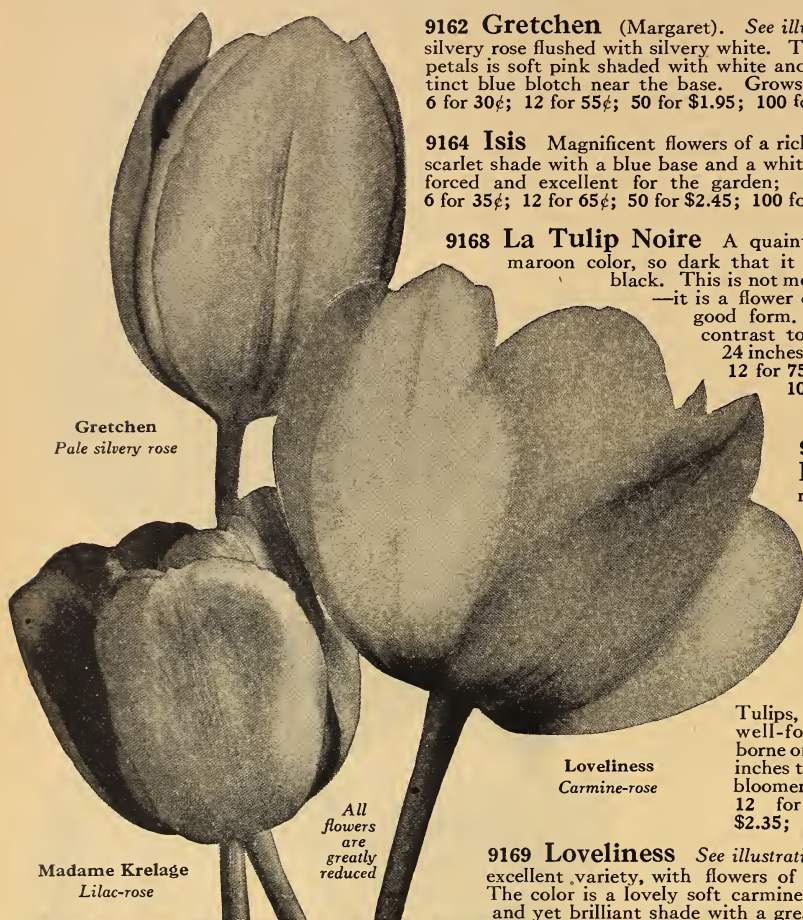 9162 Gretchen (Margaret). See illu
silvery rose flushed with silvery white. T
petals is soft pink shaded with white and
tinct blue blotch near the base. Grows
6 for 30¢; 12 for 55¢; 50 for $1.95; 100 fo
9164 Isis Magnificent flowers of a rich
scarlet shade with a blue base and a whit
forced and excellent for the garden;
6 for 35¢; 12 for 65¢; 50 for $2.45; 100 fo
9168 La Tulip Noire A quaint
maroon color, so dark that it
black. This is not me
—it is a flower
good form.
contrast to
24 inches
12 for 75
10
Gretchen
Pale silvery rose
Tulips,
well-fo
borne on
inches t
bloomer
12 for
$2.35;
Loveliness
Carmine-rose
All
flowers
are
greatly
reduced
Madame Krelage
Lilac-rose
9169 Loveliness See illustrati
excellent variety, with flowers of
The color is a lovely soft carmine
and yet brilliant shade with a gre